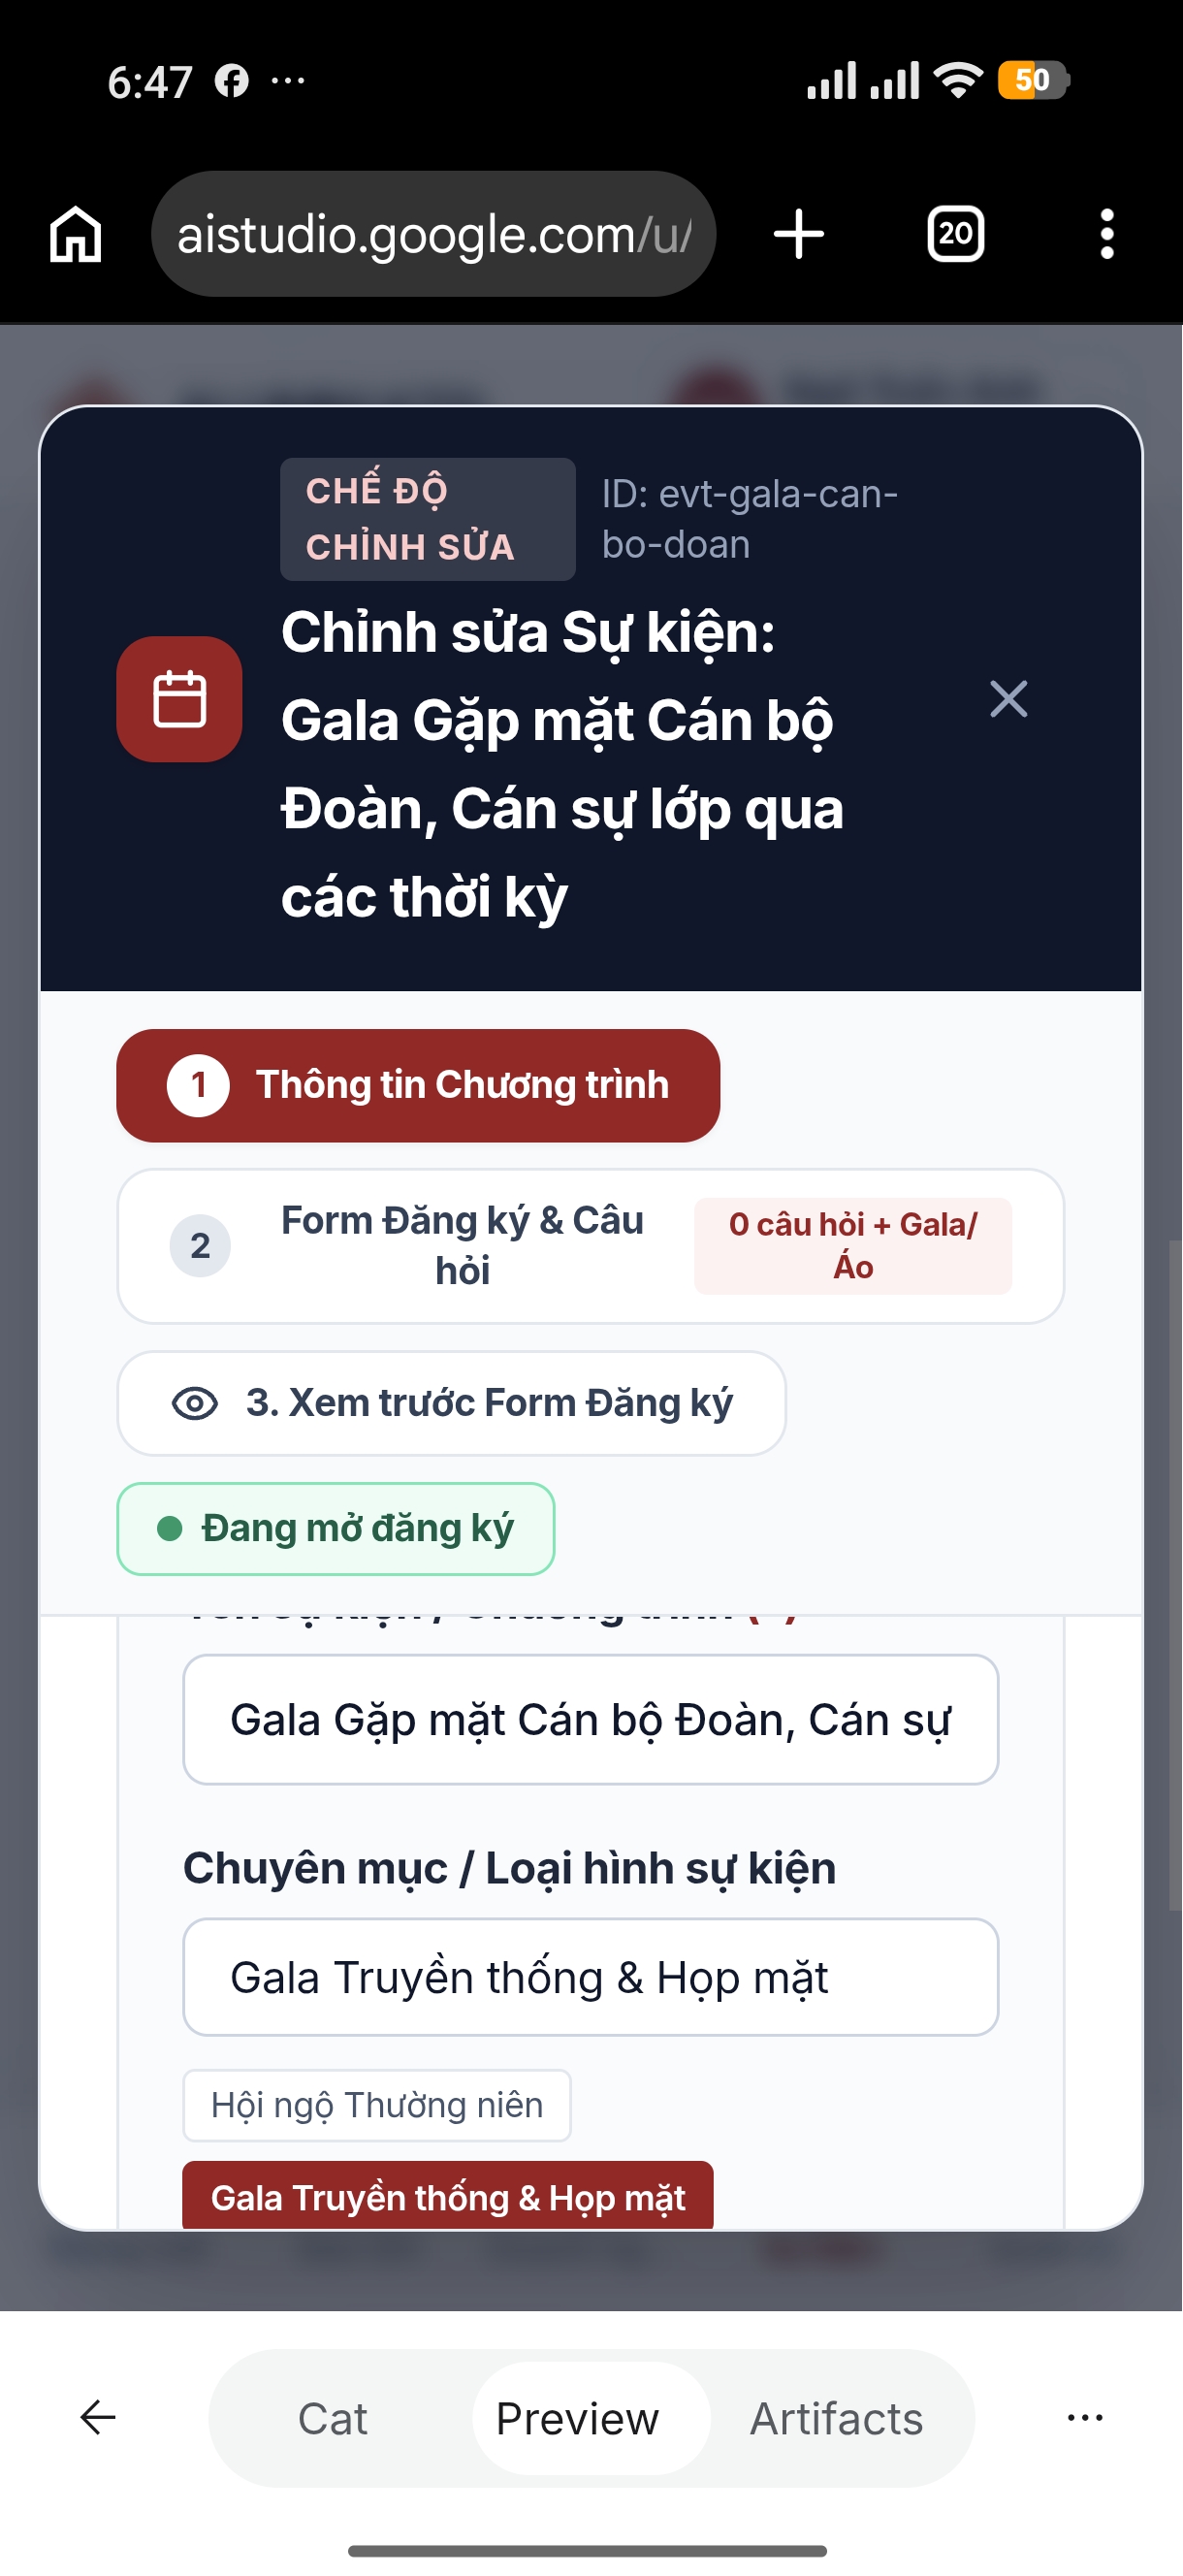 6:47
50
aistudio.google.com/u/
20
CHẾ ĐỘ
CHỈNH SỬA
ID: evt-gala-can-
bo-doan
Chỉnh sửa Sự kiện:
Gala Gặp mặt Cán bộ
Đoàn, Cán sự lớp qua
các thời kỳ
1 Thông tin Chương trình
2
Form Đăng ký & Câu
hỏi
0 câu hỏi + Gala/
Áo
3. Xem trước Form Đăng ký
Đang mở đăng ký
Gala Gặp mặt Cán bộ Đoàn, Cán sự
Chuyên mục / Loại hình sự kiện
Gala Truyền thống & Họp mặt
Hội ngộ Thường niên
Gala Truyền thống & Họp mặt
Cat
Preview
Artifacts